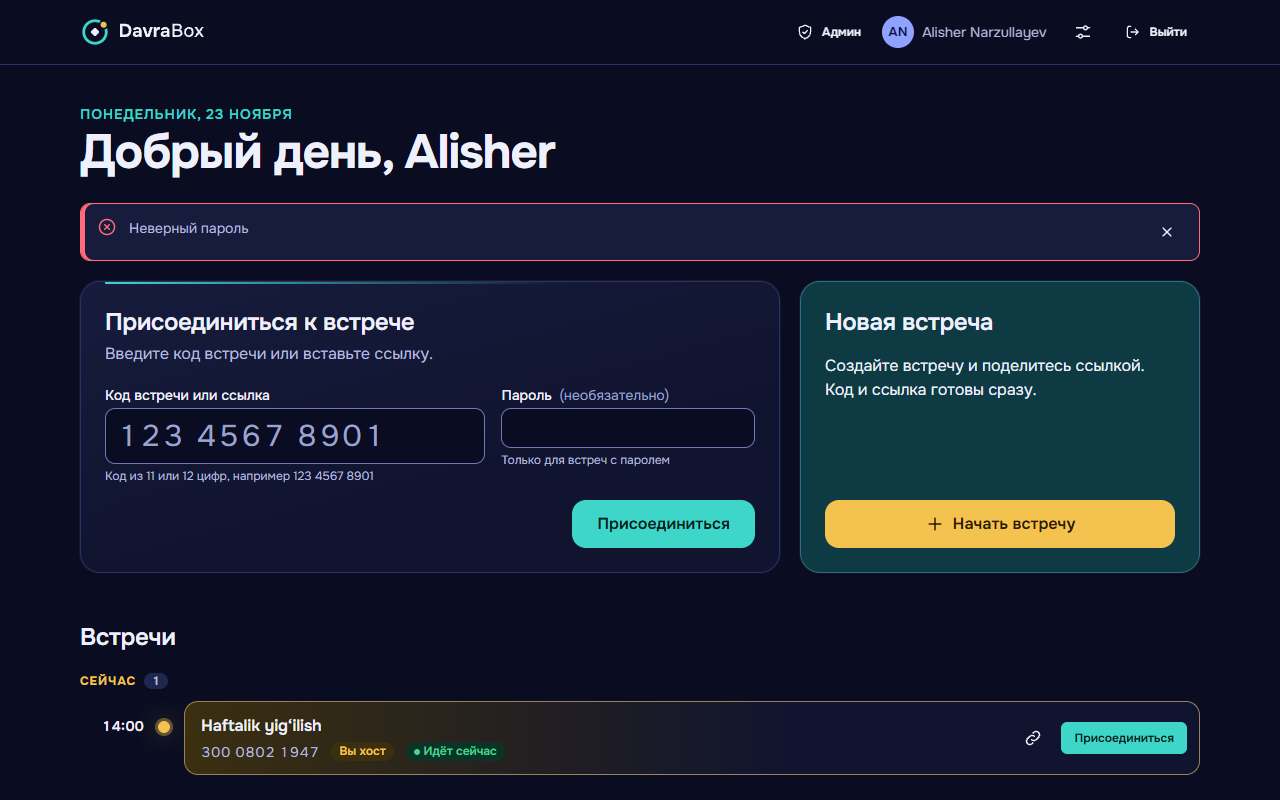 DavraBox
Админ
AN
Alisher Narzullayev
Выйти
ПОНЕДЕЛЬНИК, 23 НОЯБРЯ
Добрый день, Alisher
Неверный пароль
Присоединиться к встрече
Введите код встречи или вставьте ссылку.
Код встречи или ссылка
123 4567 8901
Код из 11 или 12 цифр, например 123 4567 8901
Пароль (необязательно)
Только для встреч с паролем
Присоединиться
Новая встреча
Создайте встречу и поделитесь ссылкой.
Код и ссылка готовы сразу.
Начать встречу
Встречи
СЕЙЧАС 1
14:00
Haftalik yig‘ilish
300 0802 1947 Вы хост Идёт сейчас
Присоединиться